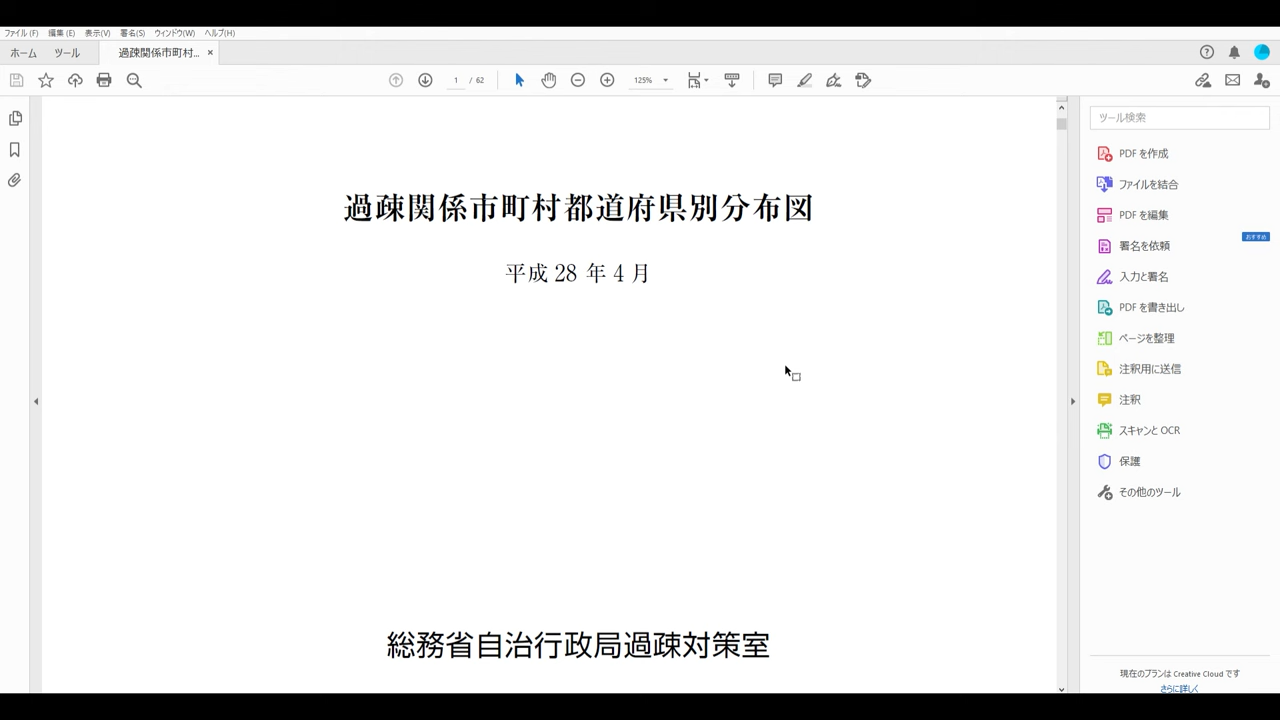 ファイル(F) 編集(E) 表示(V) 署名(S) ウィンドウ(W) ヘルプ(H)
ホーム ツール 過疎関係市町村... ×
1 / 62 125%
過疎関係市町村都道府県別分布図
平成 28 年 4 月
総務省自治行政局過疎対策室
ツール検索
PDF を作成
ファイルを結合
PDF を編集
おすすめ
署名を依頼
入力と署名
PDF を書き出し
ページを整理
注釈用に送信
注釈
スキャンと OCR
保護
その他のツール
現在のプランは Creative Cloud です
さらに詳しく